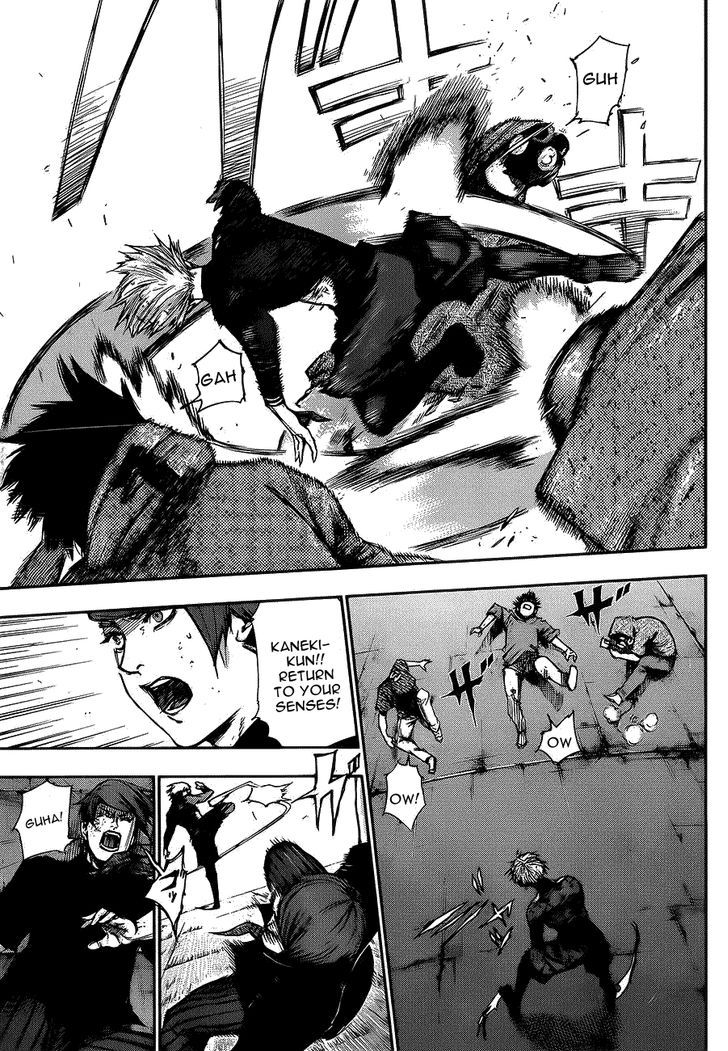 GUH
GAH
OW
OW!
KANEKI-
KUN!!
RETURN
TO YOUR
SENSES!
GUHA!